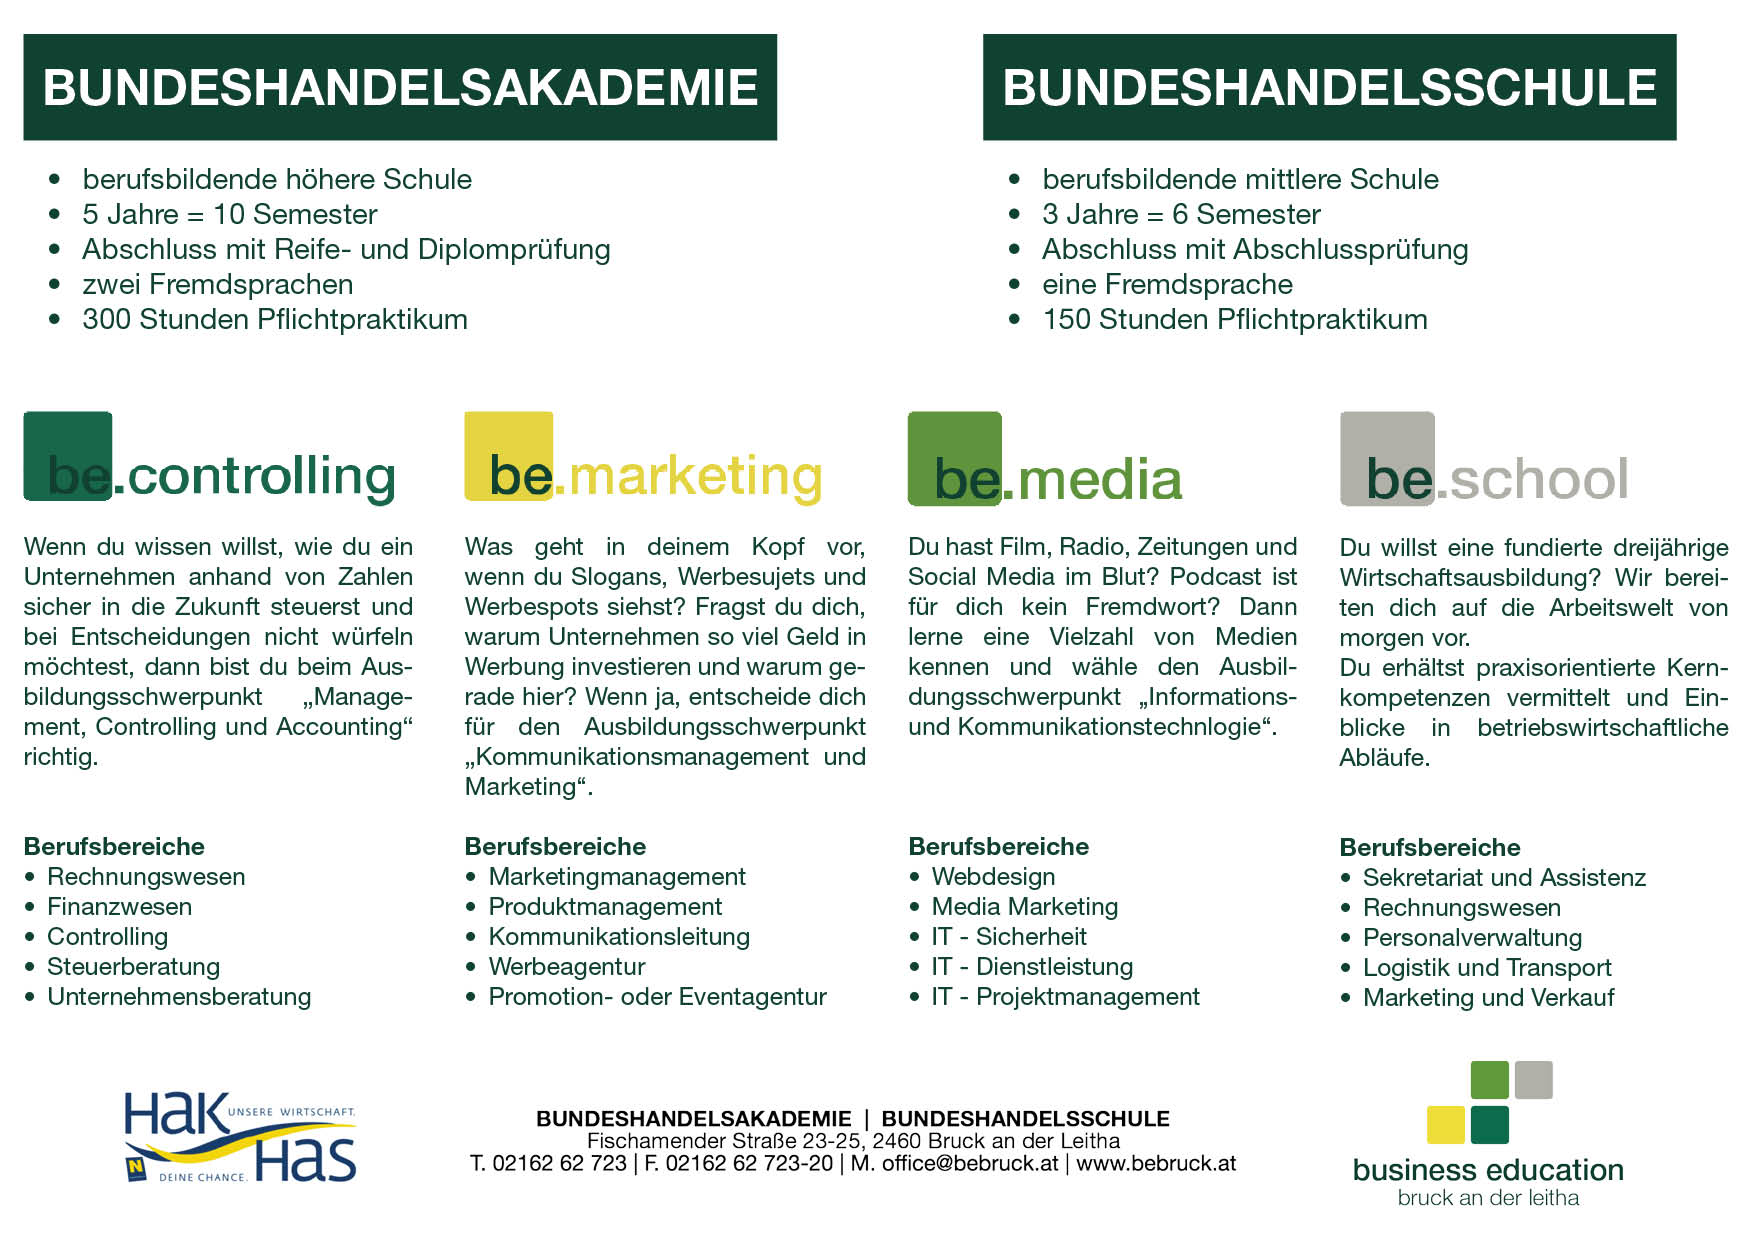 BUNDESHANDELSAKADEMIE
• berufsbildende höhere Schule
• 5 Jahre = 10 Semester
• Abschluss mit Reife- und Diplomprüfung
• zwei Fremdsprachen
• 300 Stunden Pflichtpraktikum
BUNDESHANDELSSCHULE
• berufsbildende mittlere Schule
• 3 Jahre = 6 Semester
• Abschluss mit Abschlussprüfung
• eine Fremdsprache
• 150 Stunden Pflichtpraktikum
be.controlling
Wenn du wissen willst, wie du ein
Unternehmen anhand von Zahlen
sicher in die Zukunft steuerst und
bei Entscheidungen nicht würfeln
möchtest, dann bist du beim Aus-
bildungsschwerpunkt „Manage-
ment, Controlling und Accounting“
richtig.
Berufsbereiche
• Rechnungswesen
• Finanzwesen
• Controlling
• Steuerberatung
• Unternehmensberatung
be.marketing
Was geht in deinem Kopf vor,
wenn du Slogans, Werbesujets und
Werbespots siehst? Fragst du dich,
warum Unternehmen so viel Geld in
Werbung investieren und warum ge-
rade hier? Wenn ja, entscheide dich
für den Ausbildungsschwerpunkt
„Kommunikationsmanagement und
Marketing“.
Berufsbereiche
• Marketingmanagement
• Produktmanagement
• Kommunikationsleitung
• Werbeagentur
• Promotion- oder Eventagentur
be.media
Du hast Film, Radio, Zeitungen und
Social Media im Blut? Podcast ist
für dich kein Fremdwort? Dann
lerne eine Vielzahl von Medien
kennen und wähle den Ausbil-
dungsschwerpunkt „Informations-
und Kommunikationstechnlogie“.
Berufsbereiche
• Webdesign
• Media Marketing
• IT - Sicherheit
• IT - Dienstleistung
• IT - Projektmanagement
be.school
Du willst eine fundierte dreijährige
Wirtschaftsausbildung? Wir berei-
ten dich auf die Arbeitswelt von
morgen vor.
Du erhältst praxisorientierte Kern-
kompetenzen vermittelt und Ein-
blicke in betriebswirtschaftliche
Abläufe.
Berufsbereiche
• Sekretariat und Assistenz
• Rechnungswesen
• Personalverwaltung
• Logistik und Transport
• Marketing und Verkauf
HaK
UNSERE WIRTSCHAFT.
N
DEINE CHANCE.
Has
BUNDESHANDELSAKADEMIE | BUNDESHANDELSSCHULE
Fischamender Straße 23-25, 2460 Bruck an der Leitha
T. 02162 62 723 | F. 02162 62 723-20 | M. office@bebruck.at | www.bebruck.at
business education
bruck an der leitha